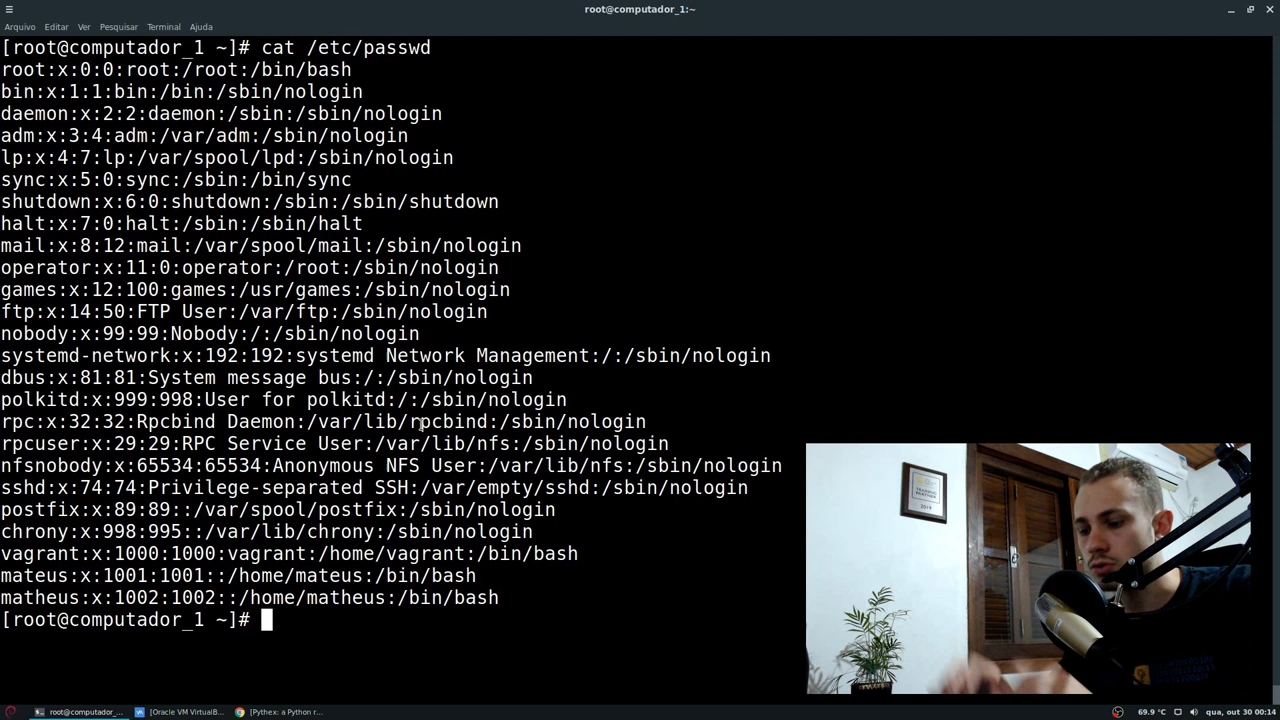 root@computador_1:~
Arquivo Editar Ver Pesquisar Terminal Ajuda
[root@computador_1 ~]# cat /etc/passwd
root:x:0:0:root:/root:/bin/bash
bin:x:1:1:bin:/bin:/sbin/nologin
daemon:x:2:2:daemon:/sbin:/sbin/nologin
adm:x:3:4:adm:/var/adm:/sbin/nologin
lp:x:4:7:lp:/var/spool/lpd:/sbin/nologin
sync:x:5:0:sync:/sbin:/bin/sync
shutdown:x:6:0:shutdown:/sbin:/sbin/shutdown
halt:x:7:0:halt:/sbin:/sbin/halt
mail:x:8:12:mail:/var/spool/mail:/sbin/nologin
operator:x:11:0:operator:/root:/sbin/nologin
games:x:12:100:games:/usr/games:/sbin/nologin
ftp:x:14:50:FTP User:/var/ftp:/sbin/nologin
nobody:x:99:99:Nobody:/:/sbin/nologin
systemd-network:x:192:192:systemd Network Management:/:/sbin/nologin
dbus:x:81:81:System message bus:/:/sbin/nologin
polkitd:x:999:998:User for polkitd:/:/sbin/nologin
rpc:x:32:32:Rpcbind Daemon:/var/lib/rpcbind:/sbin/nologin
rpcuser:x:29:29:RPC Service User:/var/lib/nfs:/sbin/nologin
nfsnobody:x:65534:65534:Anonymous NFS User:/var/lib/nfs:/sbin/nologin
sshd:x:74:74:Privilege-separated SSH:/var/empty/sshd:/sbin/nologin
postfix:x:89:89::/var/spool/postfix:/sbin/nologin
chrony:x:998:995::/var/lib/chrony:/sbin/nologin
vagrant:x:1000:1000:vagrant:/home/vagrant:/bin/bash
mateus:x:1001:1001::/home/mateus:/bin/bash
matheus:x:1002:1002::/home/matheus:/bin/bash
[root@computador_1 ~]#
2019
root@computador_1:~... [Oracle VM VirtualB... [Pythex: a Python r... 69.9 °C qua, out 30 00:14